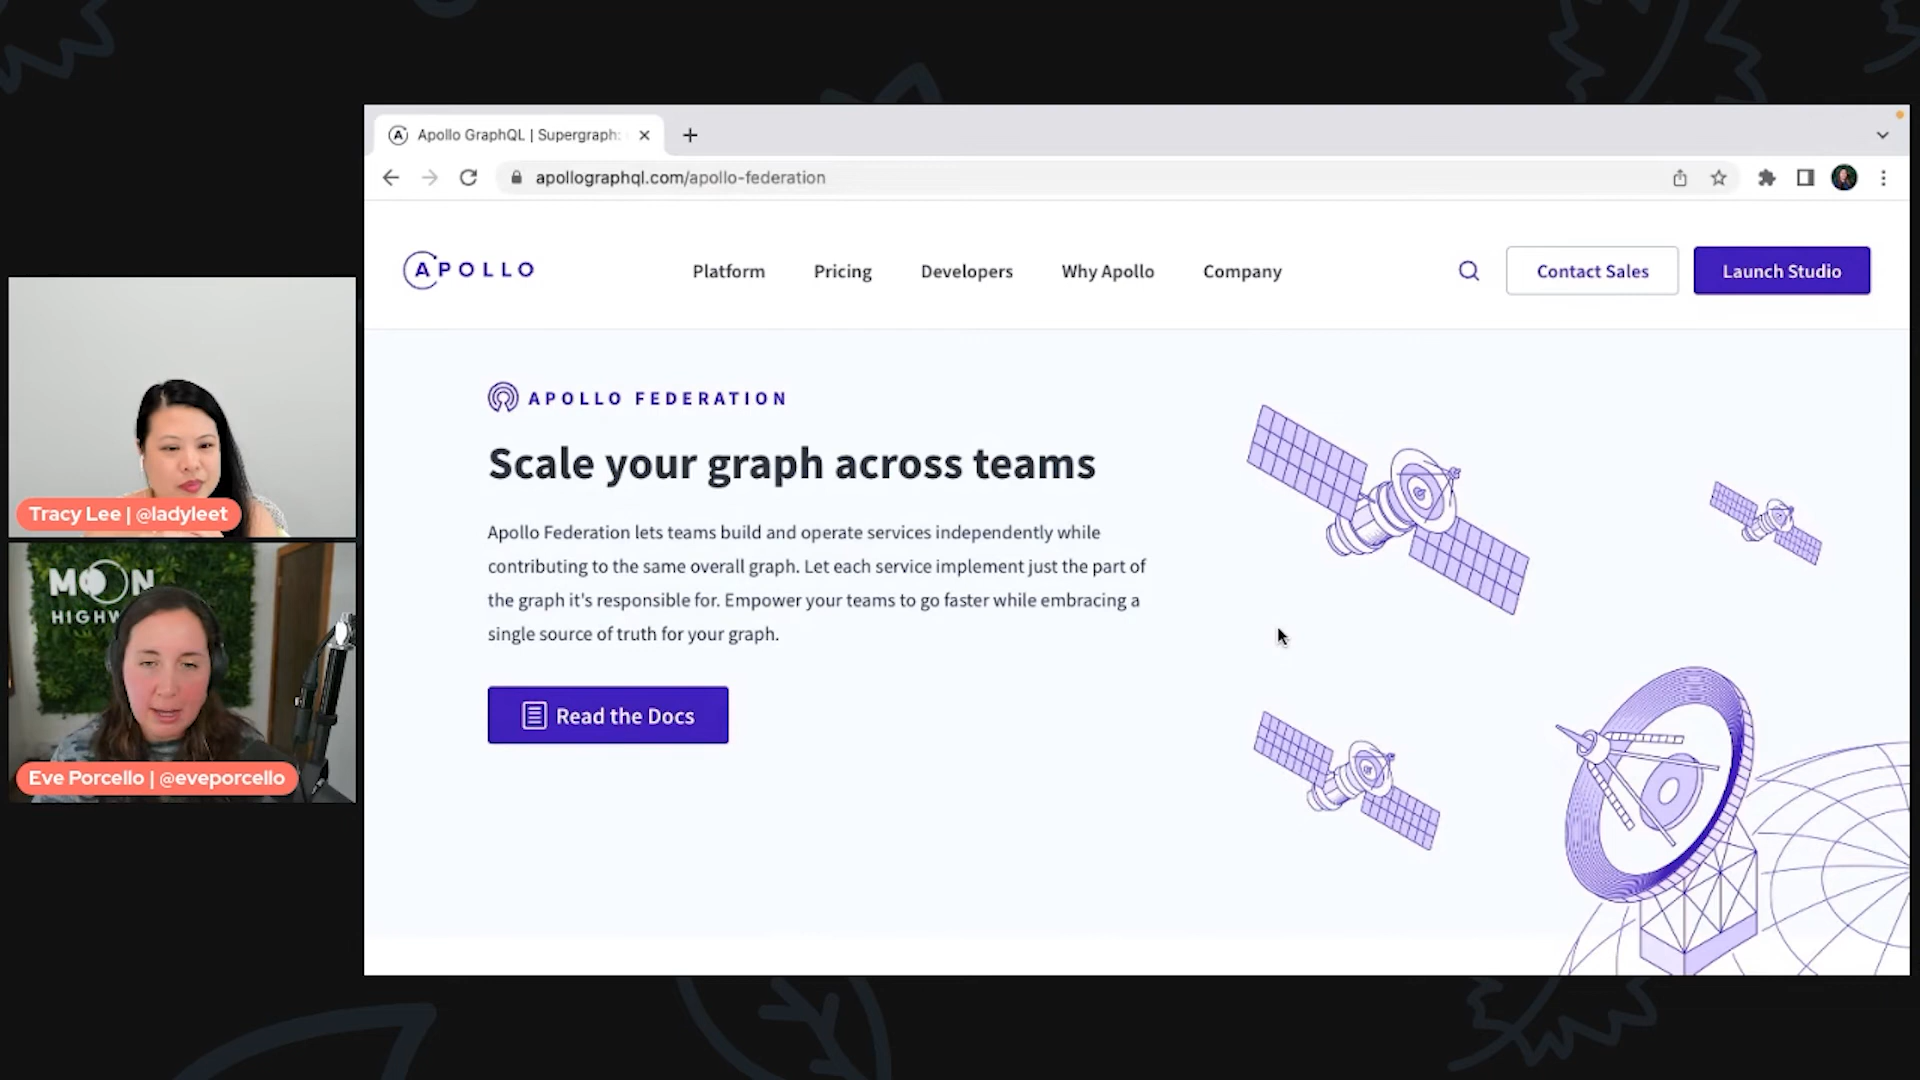 Apollo GraphQL | Supergraph:
apollographql.com/apollo-federation
APOLLO
Platform
Pricing
Developers
Why Apollo
Company
Contact Sales
Launch Studio
APOLLO FEDERATION
Scale your graph across teams
Apollo Federation lets teams build and operate services independently while
contributing to the same overall graph. Let each service implement just the part of
the graph it's responsible for. Empower your teams to go faster while embracing a
single source of truth for your graph.
Read the Docs
Tracy Lee | @ladyleet
MOON
Eve Porcello | @eveporcello